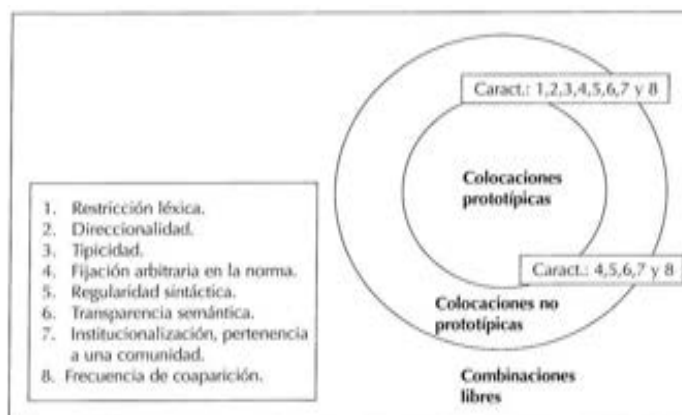 Caract.: 1,2,3,4,5,6,7 y 8
Colocaciones
prototípicas
1. Restricción léxica.
2. Direccionalidad.
3. Tipicidad.
4. Fijación arbitraria en la norma.
5. Regularidad sintáctica.
6. Transparencia semántica.
7. Institucionalización, pertenencia
a una comunidad.
8. Frecuencia de coaparición.
Caract.: 4,5,6,7 y 8
Colocaciones no
prototípicas
Combinaciones
libres